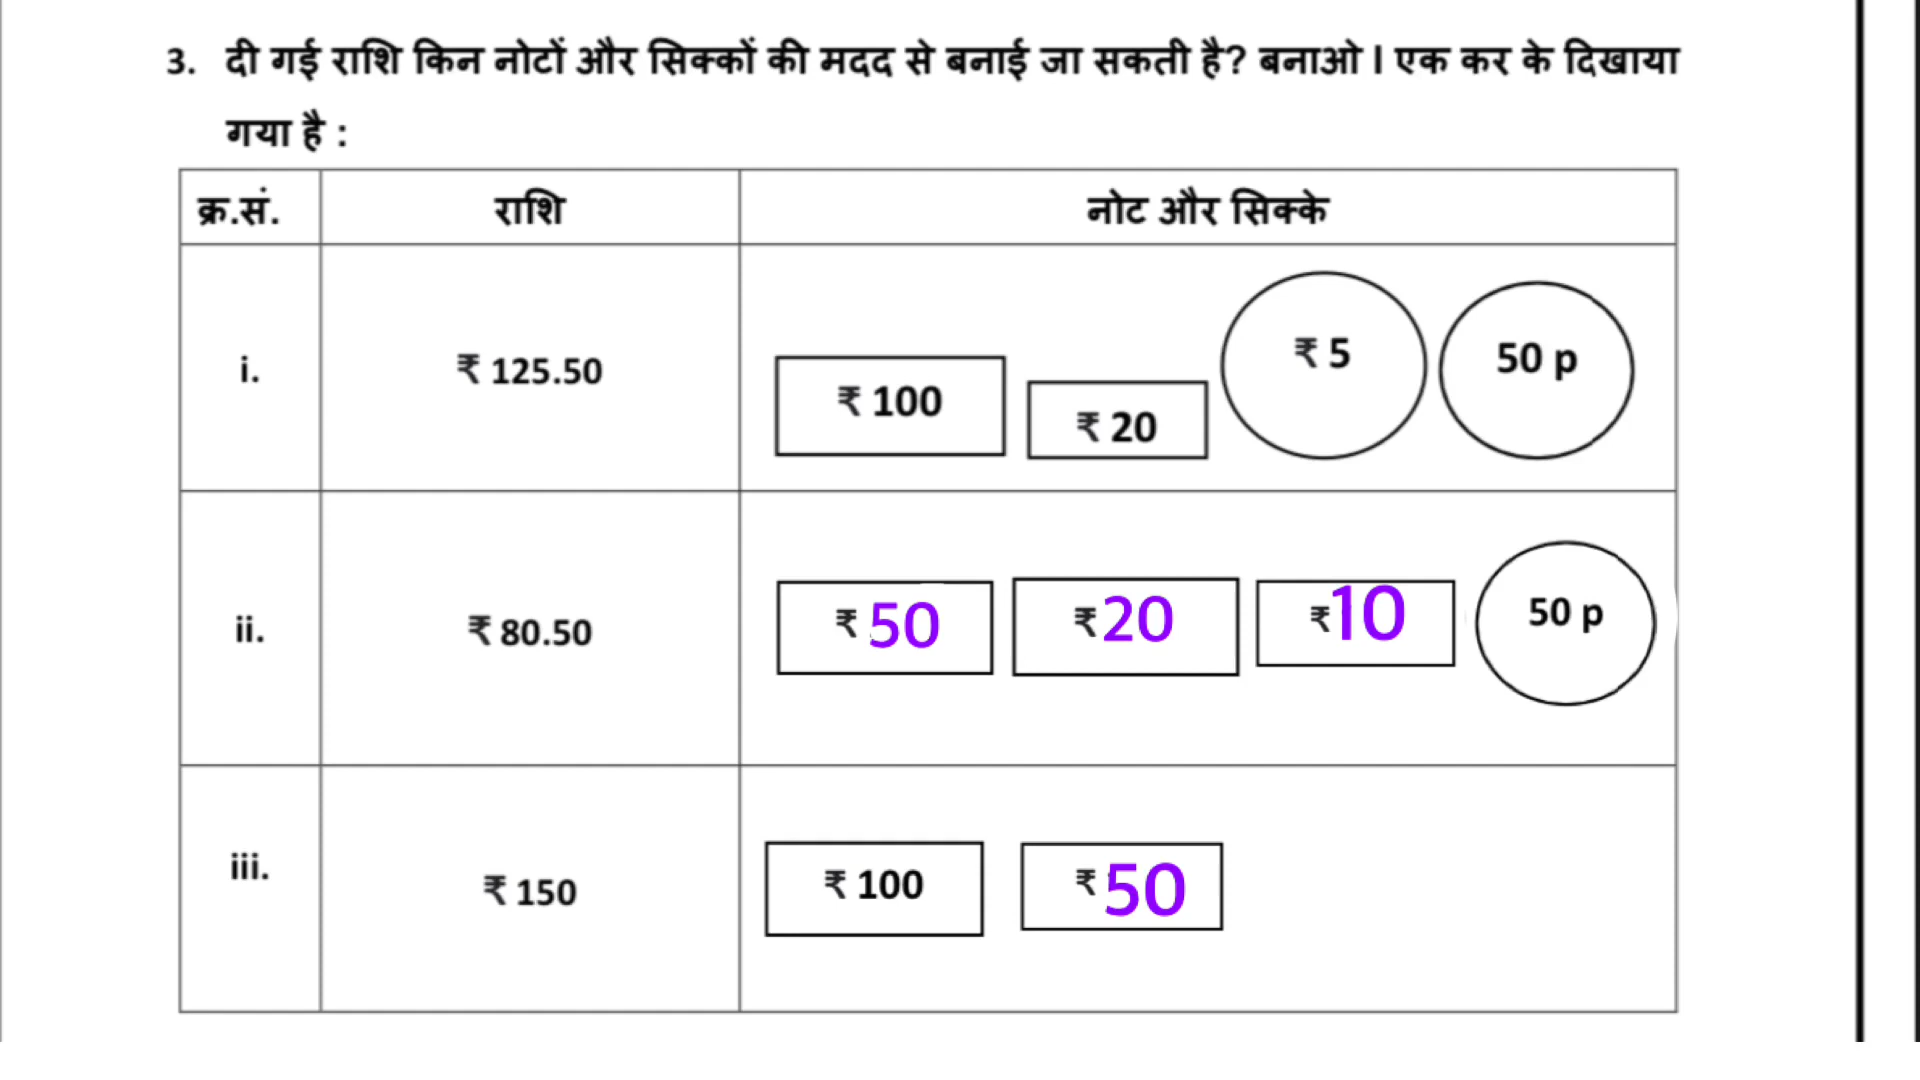 3. दी गई राशि किन नोटों और सिक्कों की मदद से बनाई जा सकती है? बनाओ । एक कर के दिखाया
गया है :
क्र.सं. राशि नोट और सिक्के
i. ₹ 125.50 ₹ 100 ₹ 20 ₹ 5 50 p
ii. ₹ 80.50 ₹ 50 ₹ 20 ₹ 10 50 p
iii. ₹ 150 ₹ 100 ₹ 50